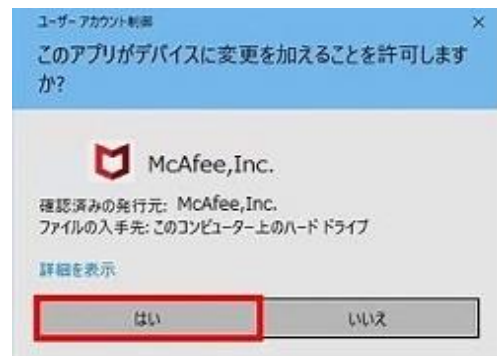 ユーザー アカウント制御
このアプリがデバイスに変更を加えることを許可します
か?
McAfee,Inc.
確認済みの発行元: McAfee,Inc.
ファイルの入手先: このコンピューター上のハード ドライブ
詳細を表示
はい
いいえ